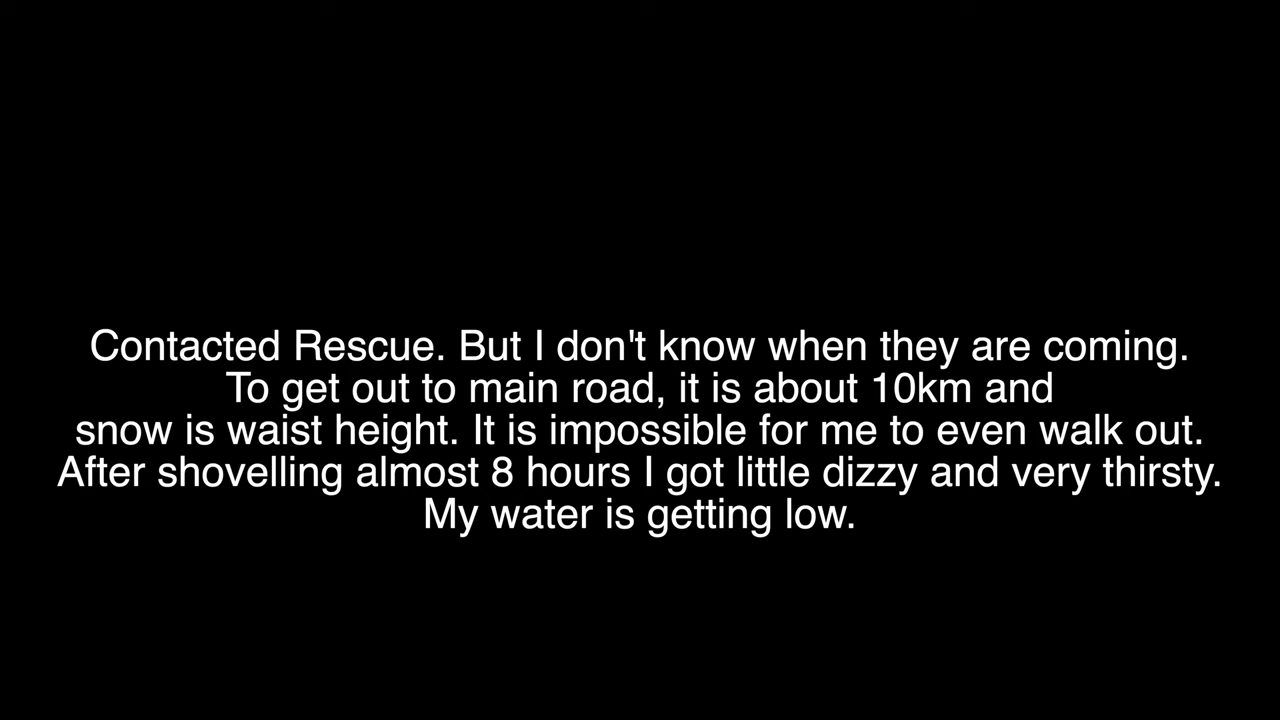 Contacted Rescue. But I don't know when they are coming.
To get out to main road, it is about 10km and
snow is waist height. It is impossible for me to even walk out.
After shovelling almost 8 hours I got little dizzy and very thirsty.
My water is getting low.